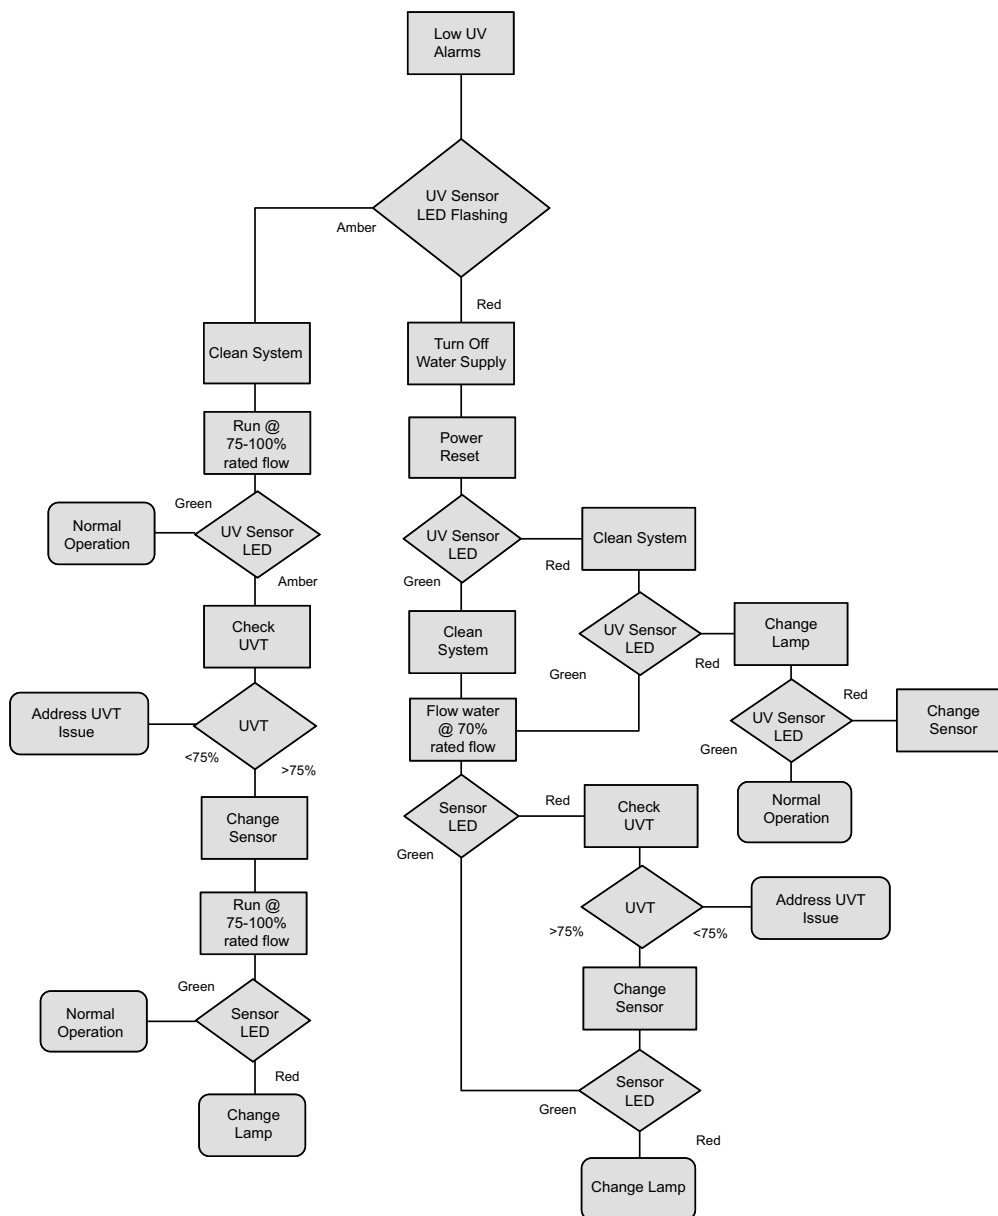 Low UV
Alarms
UV Sensor
LED Flashing
Amber
Red
Clean System
Turn Off
Water Supply
Run @
75-100%
rated flow
Power
Reset
Green
Normal
Operation
UV Sensor
LED
Amber
UV Sensor
LED
Red
Green
Clean System
Check
UVT
Clean
System
UV Sensor
LED
Green
Red
Change
Lamp
Address UVT
Issue
UVT
<75%
>75%
Flow water
@ 70%
rated flow
UV Sensor
LED
Red
Green
Change
Sensor
Normal
Operation
Change
Sensor
Sensor
LED
Red
Green
Check
UVT
Run @
75-100%
rated flow
UVT
>75%
<75%
Address UVT
Issue
Green
Normal
Operation
Sensor
LED
Red
Change
Sensor
Change
Lamp
Sensor
LED
Green
Red
Change Lamp